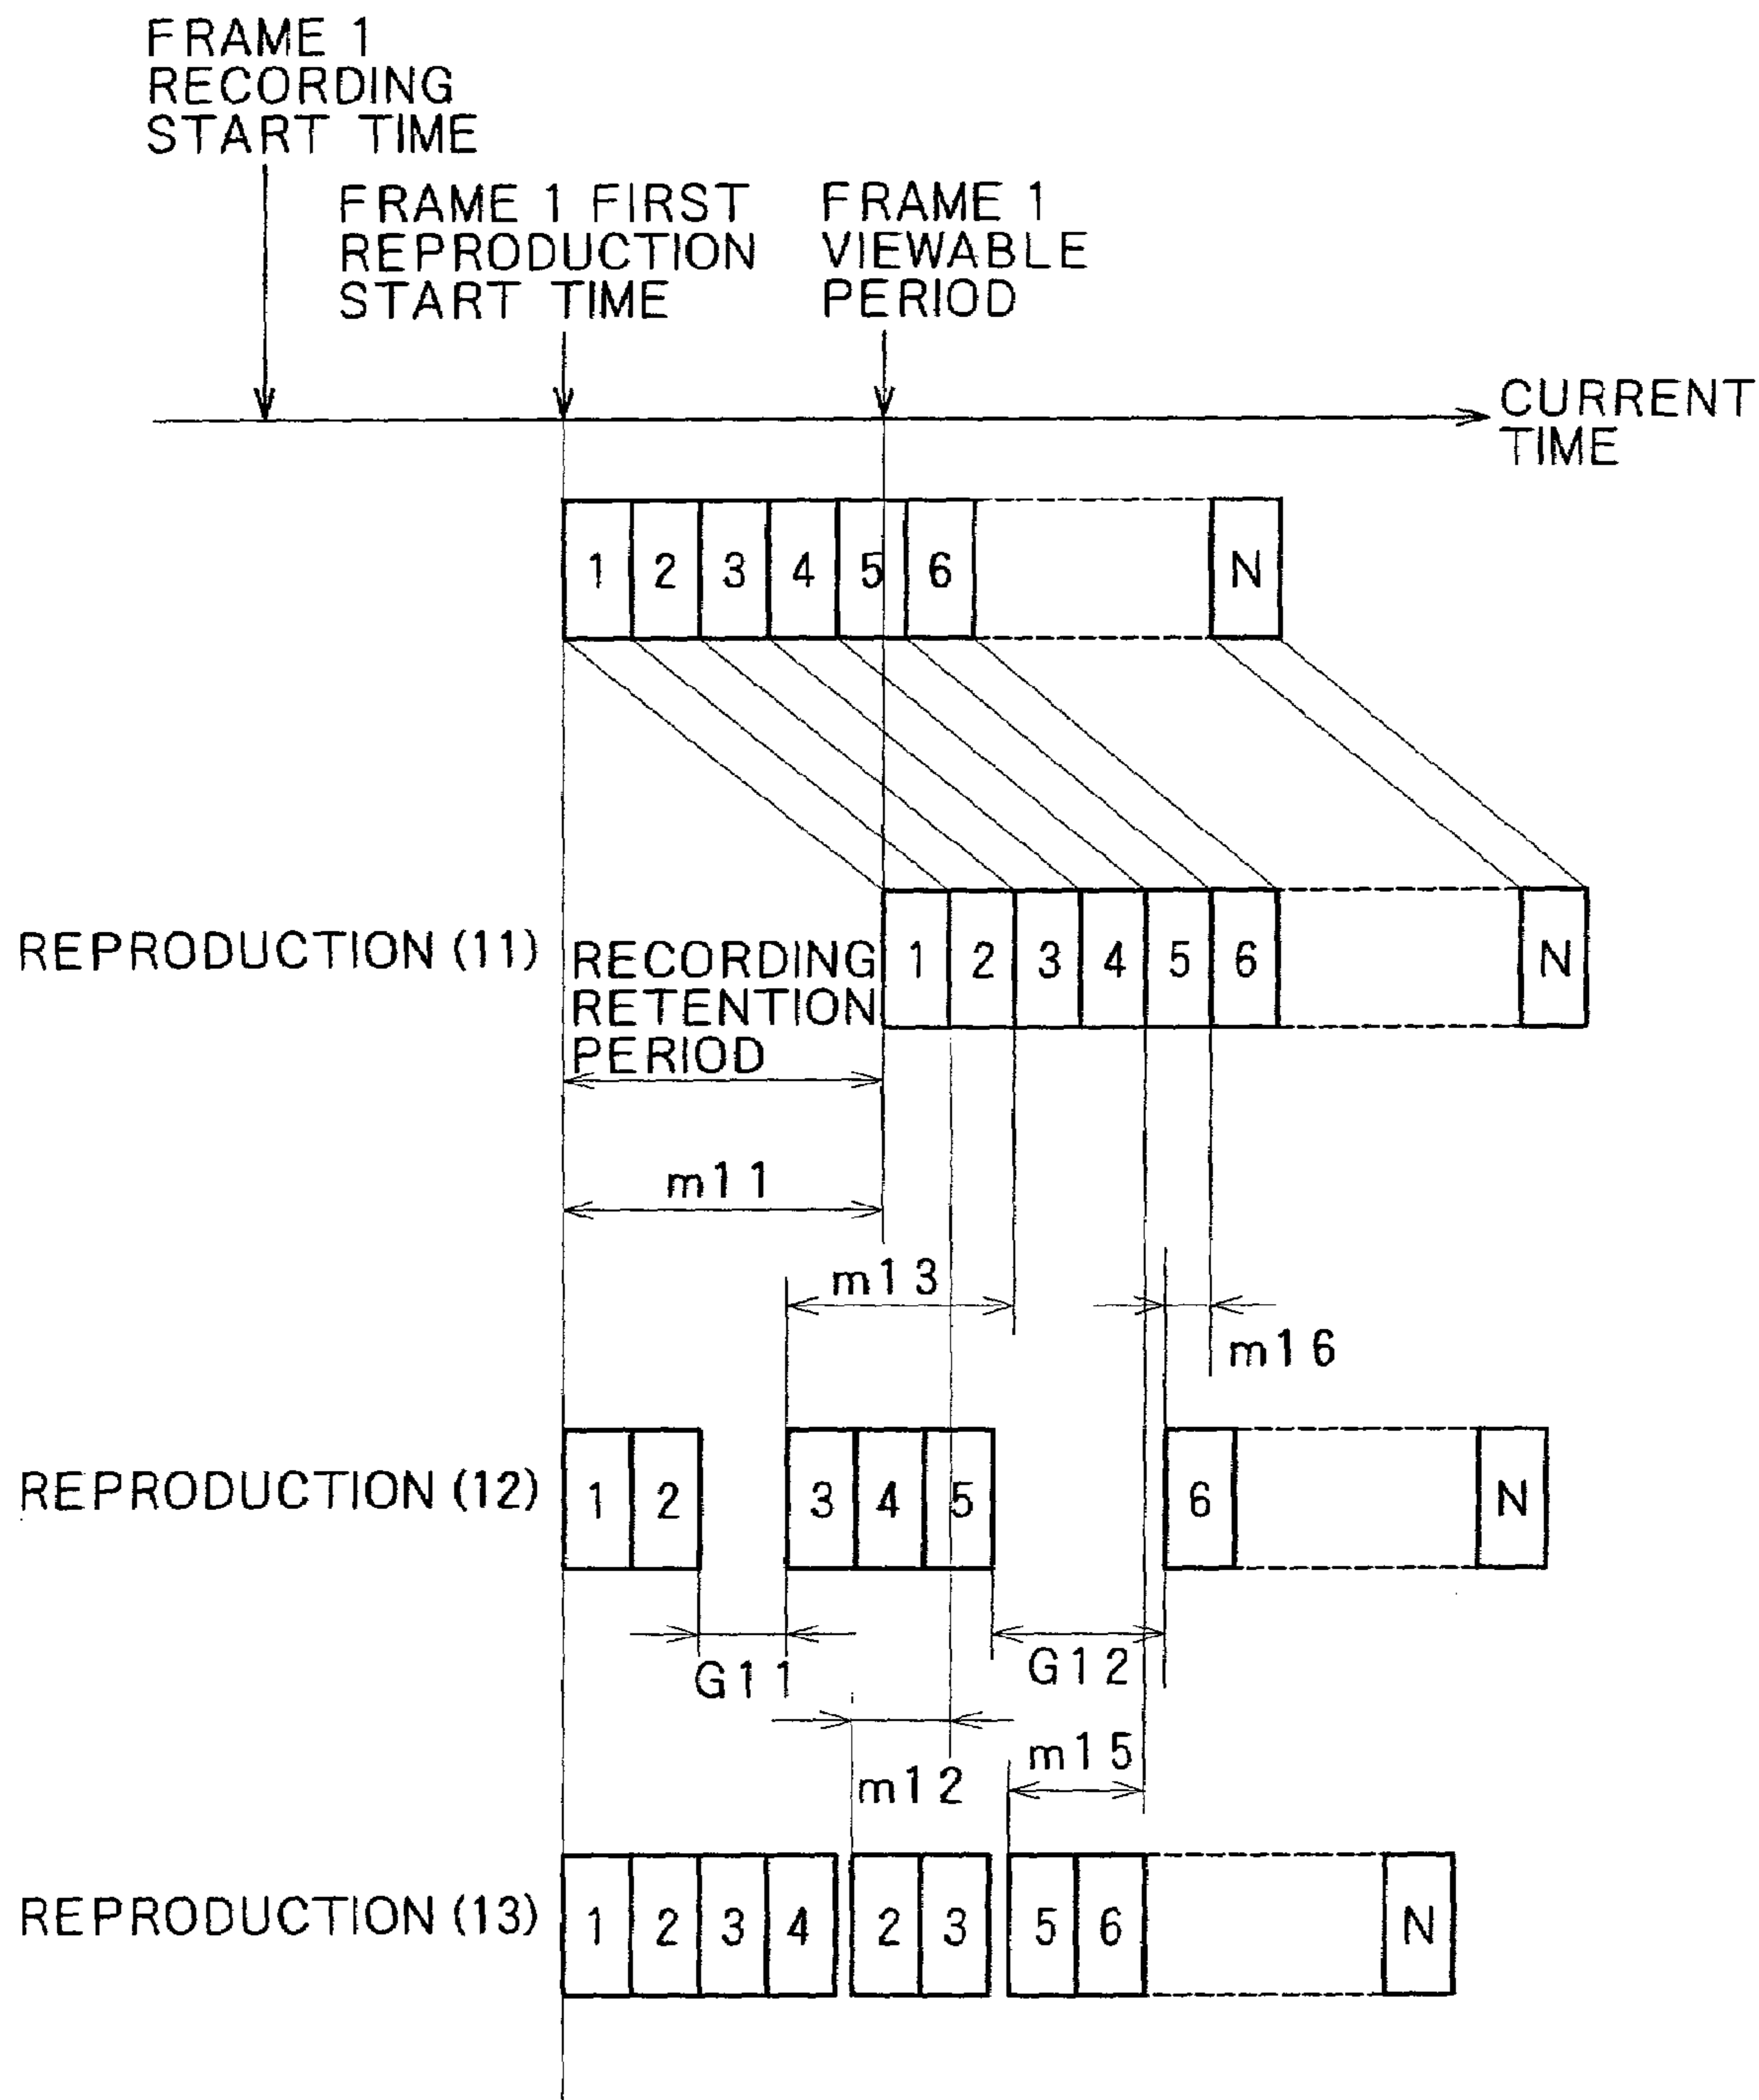 FRAME 1
RECORDING
START TIME
FRAME 1 FIRST
REPRODUCTION
START TIME
FRAME 1
VIEWABLE
PERIOD
CURRENT
TIME
1 2 3 4 5 6 N
REPRODUCTION (11)
RECORDING
RETENTION
PERIOD
1 2 3 4 5 6 N
m11
m13
m16
REPRODUCTION (12)
1 2 3 4 5 6 N
G11
G12
m12
m15
REPRODUCTION (13)
1 2 3 4 2 3 5 6 N